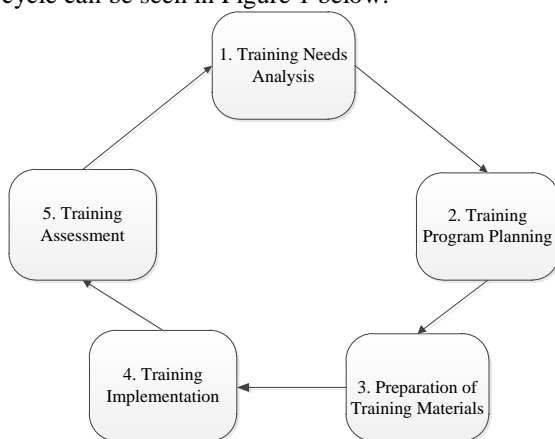 cycle can be seen in Figure 1 below.
1. Training Needs
Analysis
2. Training
Program Planning
3. Preparation of
Training Materials
4. Training
Implementation
5. Training
Assessment